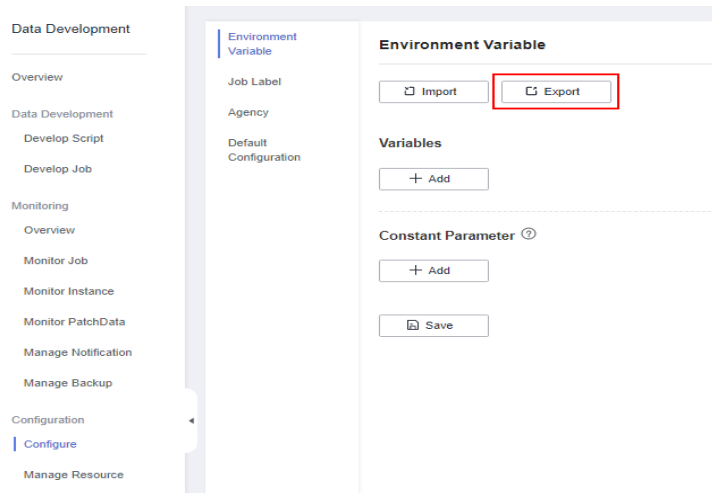 Data Development
Overview
Data Development
Develop Script
Develop Job
Monitoring
Overview
Monitor Job
Monitor Instance
Monitor PatchData
Manage Notification
Manage Backup
Configuration
Configure
Manage Resource
Environment
Variable
Job Label
Agency
Default
Configuration
Environment Variable
Import
Export
Variables
+ Add
Constant Parameter ?
+ Add
Save